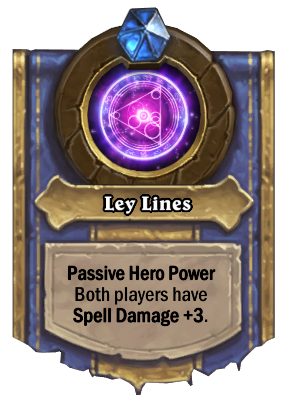 Ley Lines
Passive Hero Power
Both players have
Spell Damage +3.